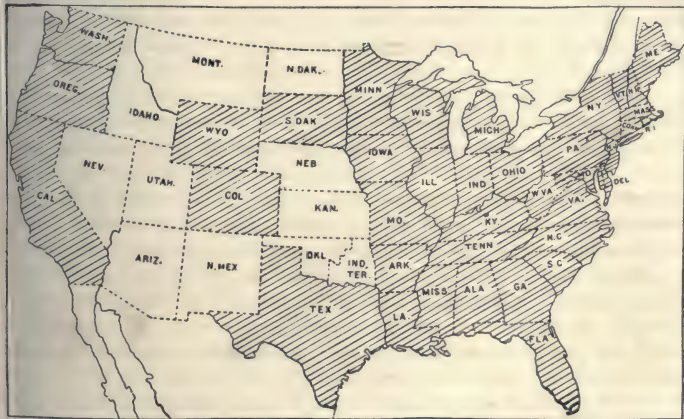 WASH.
MONT.
N.DAK.
MINN
ME
OREG.
IDAHO.
WYO
S DAK
WIS
MICH
NY
VT.
N.H.
MASS
CONN
R.I
NEV.
UTAH.
COL
NEB
IOWA
ILL
IND
OHIO
PA
N.J
MD
DEL
CAL
KAN.
MO.
KY.
W.VA
VA.
ARIZ.
N.MEX
OKL
IND.
TER.
ARK
TENN
N.C
S.C
TEX
LA.
MISS
ALA
GA
FLA